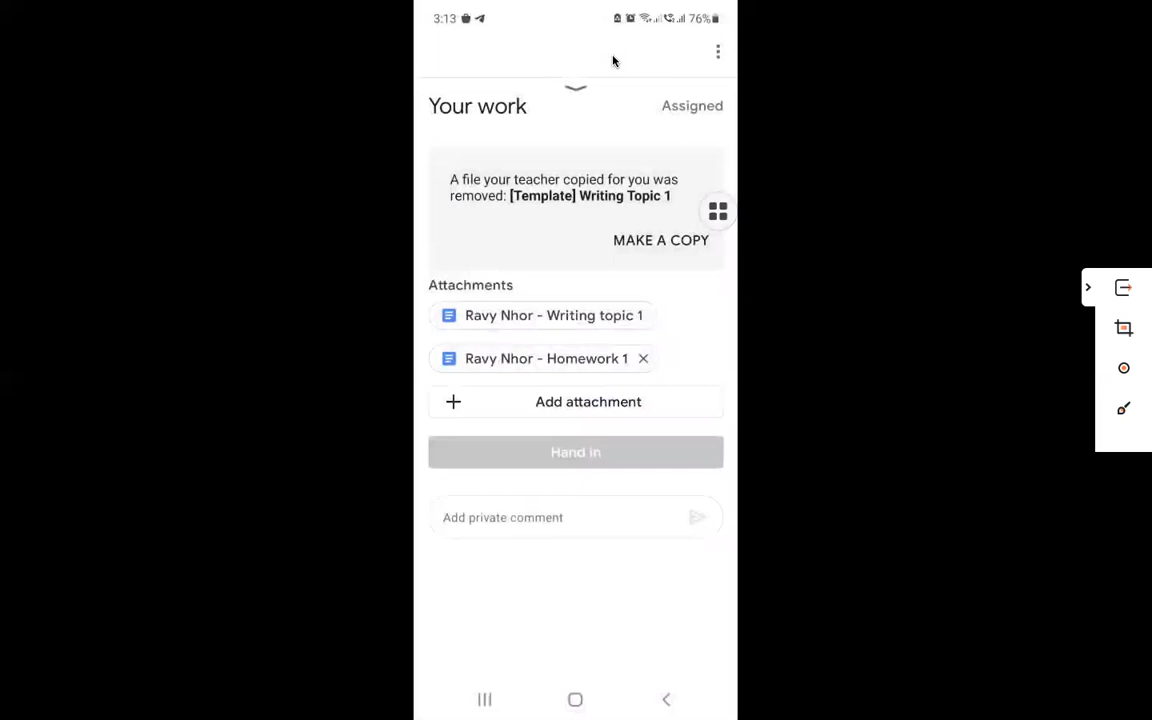 3:13 76%
Your work Assigned
A file your teacher copied for you was
removed: [Template] Writing Topic 1
MAKE A COPY
Attachments
Ravy Nhor - Writing topic 1
Ravy Nhor - Homework 1
Add attachment
Hand in
Add private comment